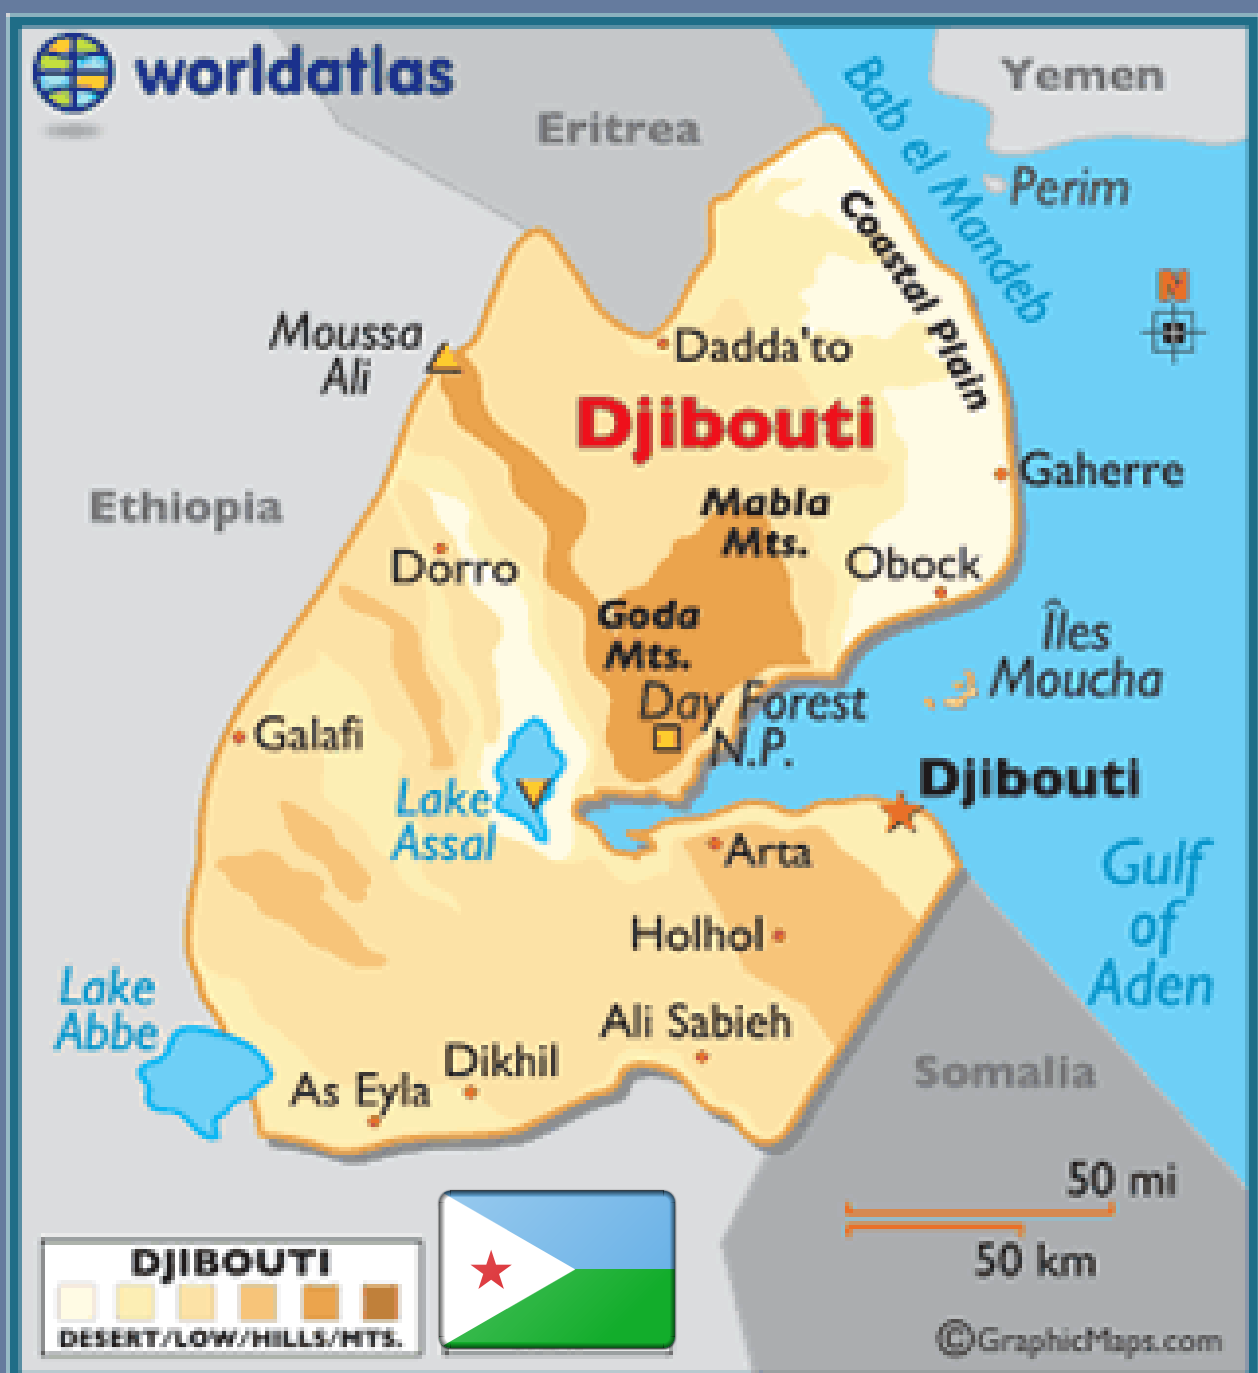 worldatlas
Yemen
Eritrea
Bab el Mandeb
Perim
Coastal Plain
N
Moussa
Ali
Dadda'to
Djibouti
Gaherre
Ethiopia
Mabla
Mts.
Dorro
Obock
Goda
Mts.
Îles
Moucha
Day Forest
N.P.
Galafi
Djibouti
Lake
Assal
Arta
Gulf
of
Aden
Holhol
Lake
Abbe
Ali Sabieh
Dikhil
As Eyla
Somalia
50 mi
50 km
DJIBOUTI
DESERT/LOW/HILLS/MTS.
©GraphicMaps.com